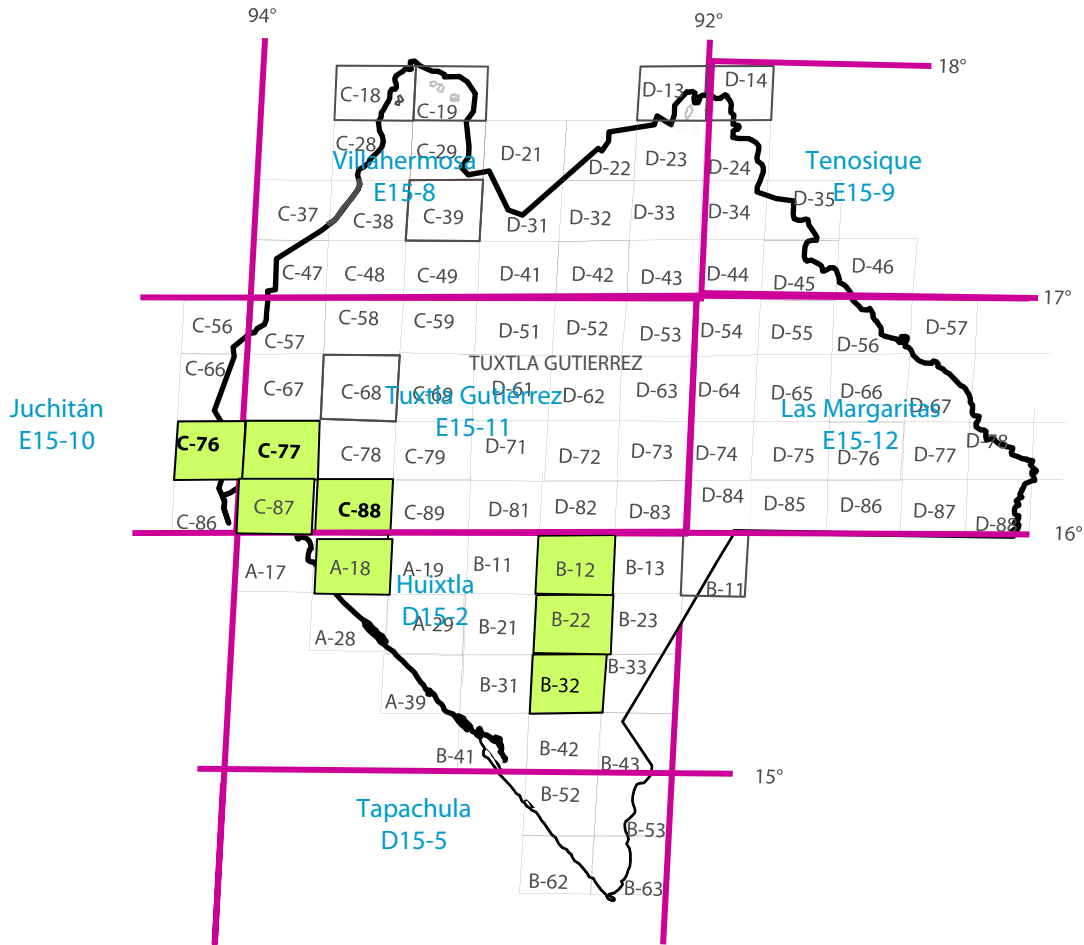 94°
92°
18°
C-18
C-19
D-13
D-14
C-28
C-29
D-21
D-22
D-23
D-24
Villahermosa
E15-8
Tenosique
E15-9
C-37
C-38
C-39
D-31
D-32
D-33
D-34
D-35
C-47
C-48
C-49
D-41
D-42
D-43
D-44
D-45
D-46
17°
C-56
C-57
C-58
C-59
D-51
D-52
D-53
D-54
D-55
D-56
D-57
TUXTLA GUTIERREZ
C-66
C-67
C-68
C-69
D-61
D-62
D-63
D-64
D-65
D-66
D-67
Juchitán
E15-10
Tuxtla Gutiérrez
E15-11
Las Margaritas
E15-12
C-76
C-77
C-78
C-79
D-71
D-72
D-73
D-74
D-75
D-76
D-77
D-78
C-86
C-87
C-88
C-89
D-81
D-82
D-83
D-84
D-85
D-86
D-87
D-88
16°
A-17
A-18
A-19
B-11
B-12
B-13
B-11
Huixtla
D15-2
A-28
A-29
B-21
B-22
B-23
A-39
B-31
B-32
B-33
B-41
B-42
B-43
15°
Tapachula
D15-5
B-52
B-53
B-62
B-63